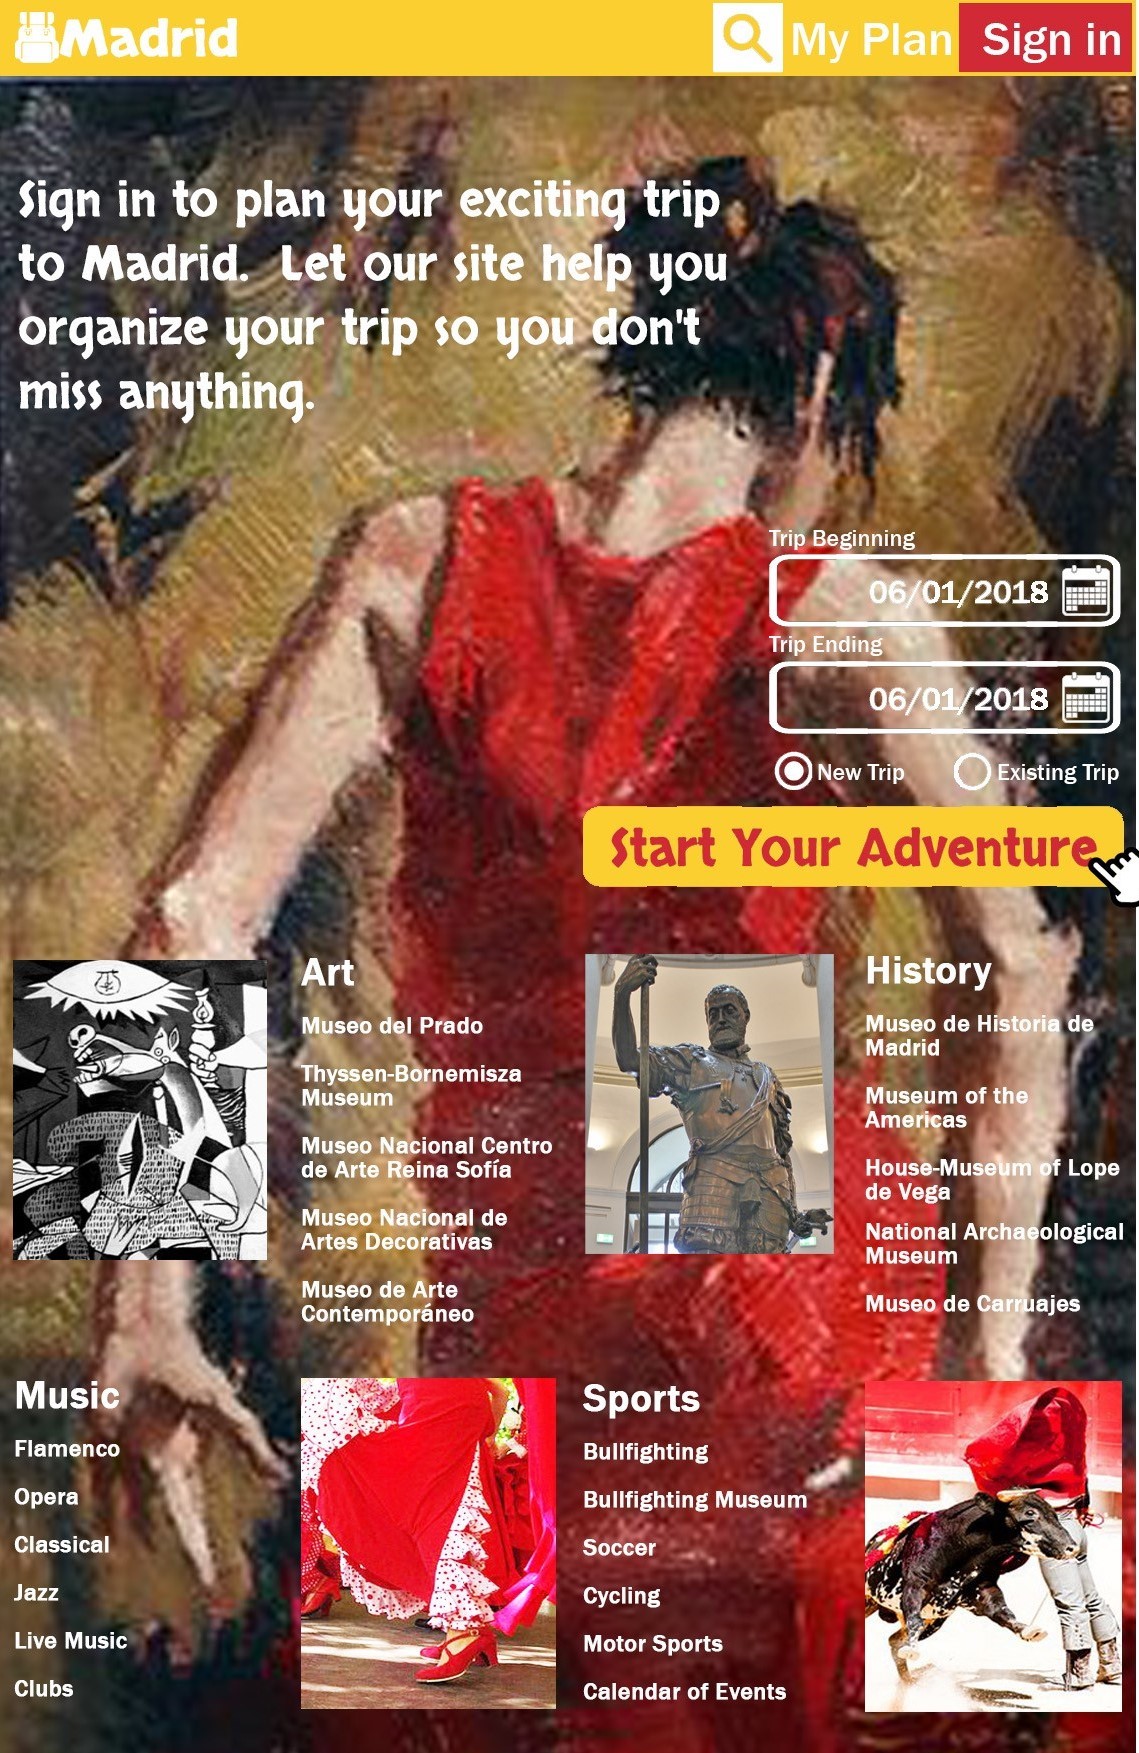 Madrid
My Plan
Sign in
Sign in to plan your exciting trip
to Madrid.  Let our site help you
organize your trip so you don't
miss anything.
Trip Beginning
06/01/2018
Trip Ending
06/01/2018
New Trip
Existing Trip
Start Your Adventure
Art
Museo del Prado
Thyssen-Bornemisza
Museum
Museo Nacional Centro
de Arte Reina Sofía
Museo Nacional de
Artes Decorativas
Museo de Arte
Contemporáneo
History
Museo de Historia de
Madrid
Museum of the
Americas
House-Museum of Lope
de Vega
National Archaeological
Museum
Museo de Carruajes
Music
Flamenco
Opera
Classical
Jazz
Live Music
Clubs
Sports
Bullfighting
Bullfighting Museum
Soccer
Cycling
Motor Sports
Calendar of Events